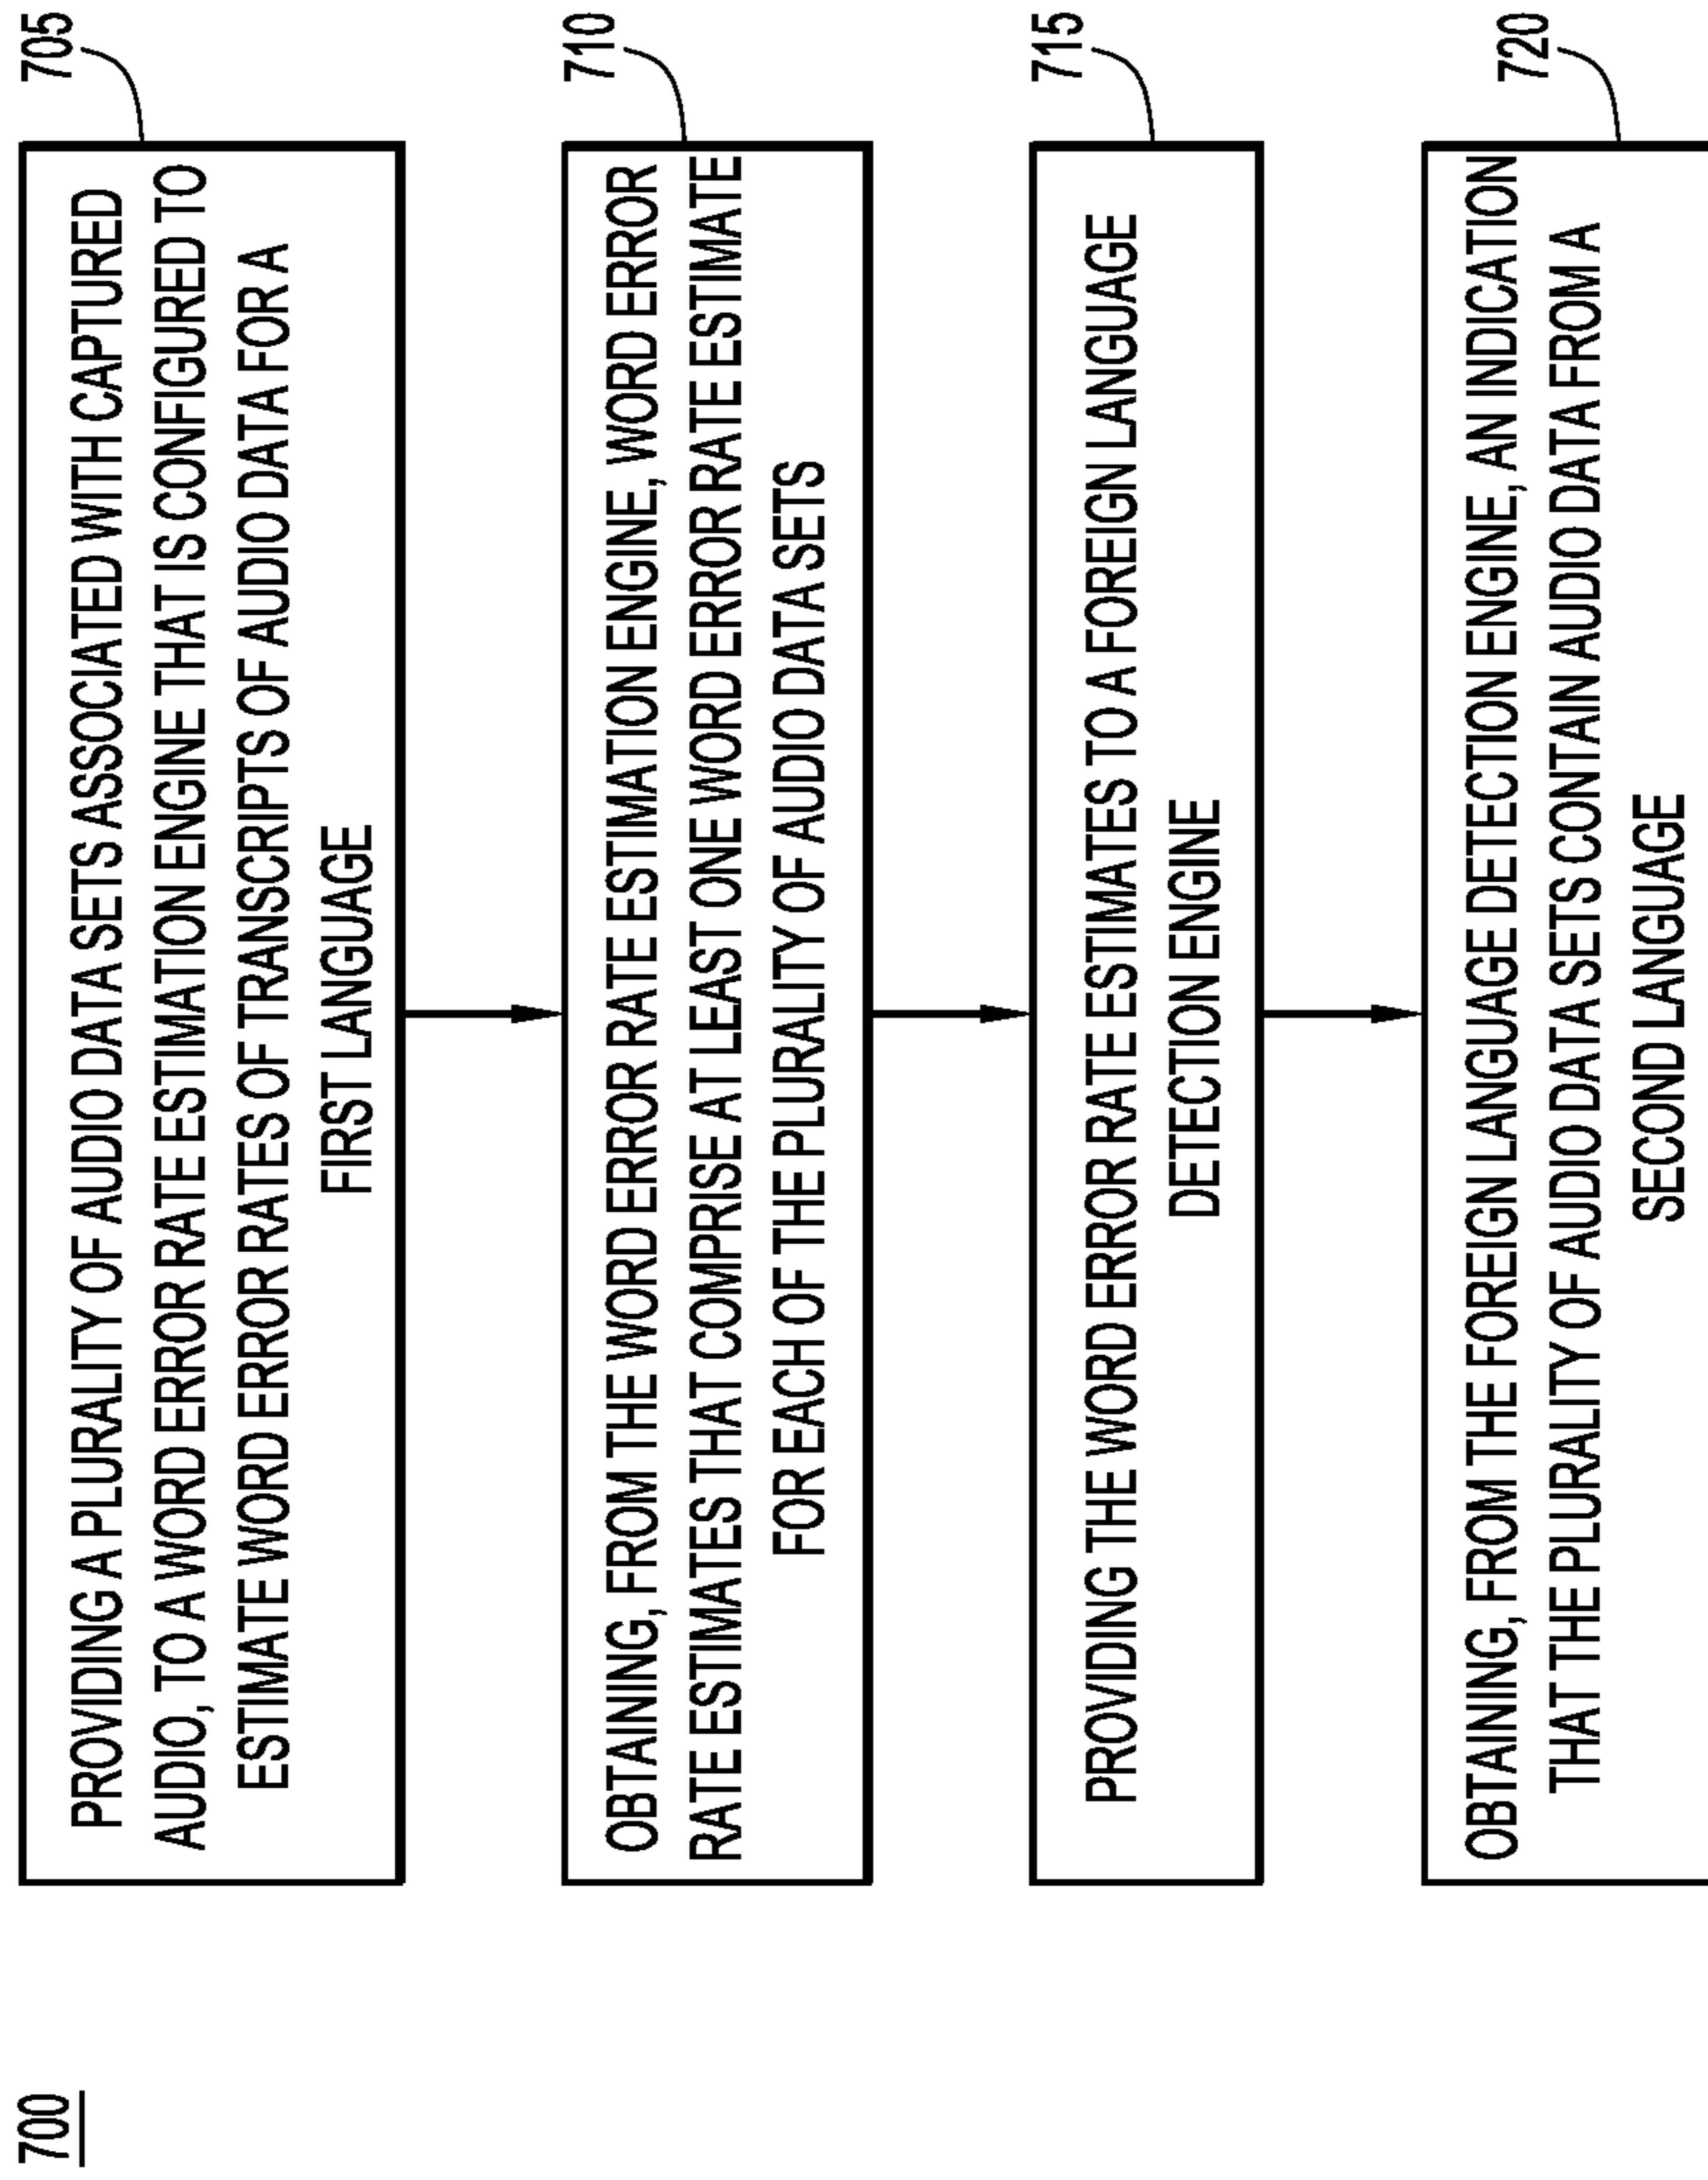 700
705
PROVIDING A PLURALITY OF AUDIO DATA SETS ASSOCIATED WITH CAPTURED
AUDIO, TO A WORD ERROR RATE ESTIMATION ENGINE THAT IS CONFIGURED TO
ESTIMATE WORD ERROR RATES OF TRANSCRIPTS OF AUDIO DATA FOR A
FIRST LANGUAGE
710
OBTAINING, FROM THE WORD ERROR RATE ESTIMATION ENGINE, WORD ERROR
RATE ESTIMATES THAT COMPRISE AT LEAST ONE WORD ERROR RATE ESTIMATE
FOR EACH OF THE PLURALITY OF AUDIO DATA SETS
715
PROVIDING THE WORD ERROR RATE ESTIMATES TO A FOREIGN LANGUAGE
DETECTION ENGINE
720
OBTAINING, FROM THE FOREIGN LANGUAGE DETECTION ENGINE, AN INDICATION
THAT THE PLURALITY OF AUDIO DATA SETS CONTAIN AUDIO DATA FROM A
SECOND LANGUAGE